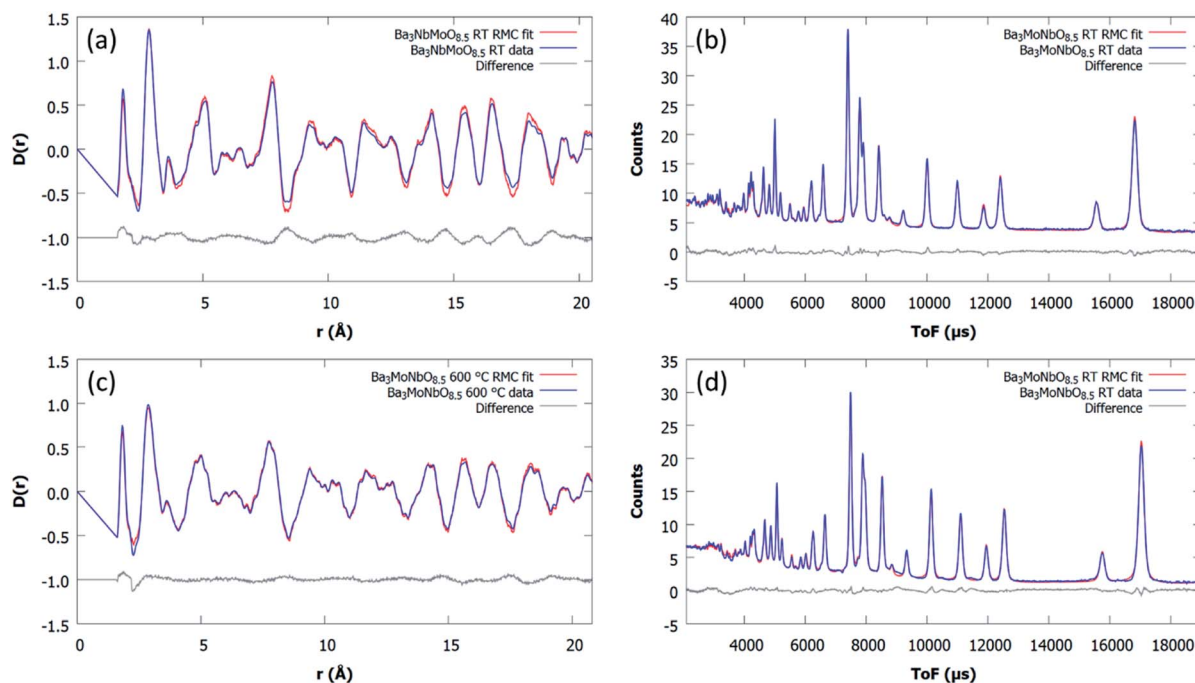 (a)
Ba₃NbMoO₈.₅ RT RMC fit
Ba₃NbMoO₈.₅ RT data
Difference
1.5
1.0
0.5
0.0
-0.5
-1.0
-1.5
D(r)
0 5 10 15 20
r (Å)
(b)
Ba₃MoNbO₈.₅ RT RMC fit
Ba₃MoNbO₈.₅ RT data
Difference
40
35
30
25
20
15
10
5
0
-5
Counts
4000 6000 8000 10000 12000 14000 16000 18000
ToF (µs)
(c)
Ba₃MoNbO₈.₅ 600 °C RMC fit
Ba₃MoNbO₈.₅ 600 °C data
Difference
1.5
1.0
0.5
0.0
-0.5
-1.0
-1.5
D(r)
0 5 10 15 20
r (Å)
(d)
Ba₃MoNbO₈.₅ RT RMC fit
Ba₃MoNbO₈.₅ RT data
Difference
35
30
25
20
15
10
5
0
-5
Counts
4000 6000 8000 10000 12000 14000 16000 18000
ToF (µs)